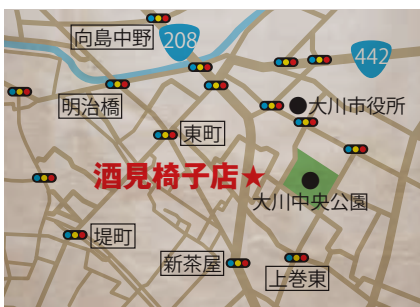 向島中野
208
442
明治橋
大川市役所
東町
酒見椅子店★
大川中央公園
堤町
新茶屋
上巻東